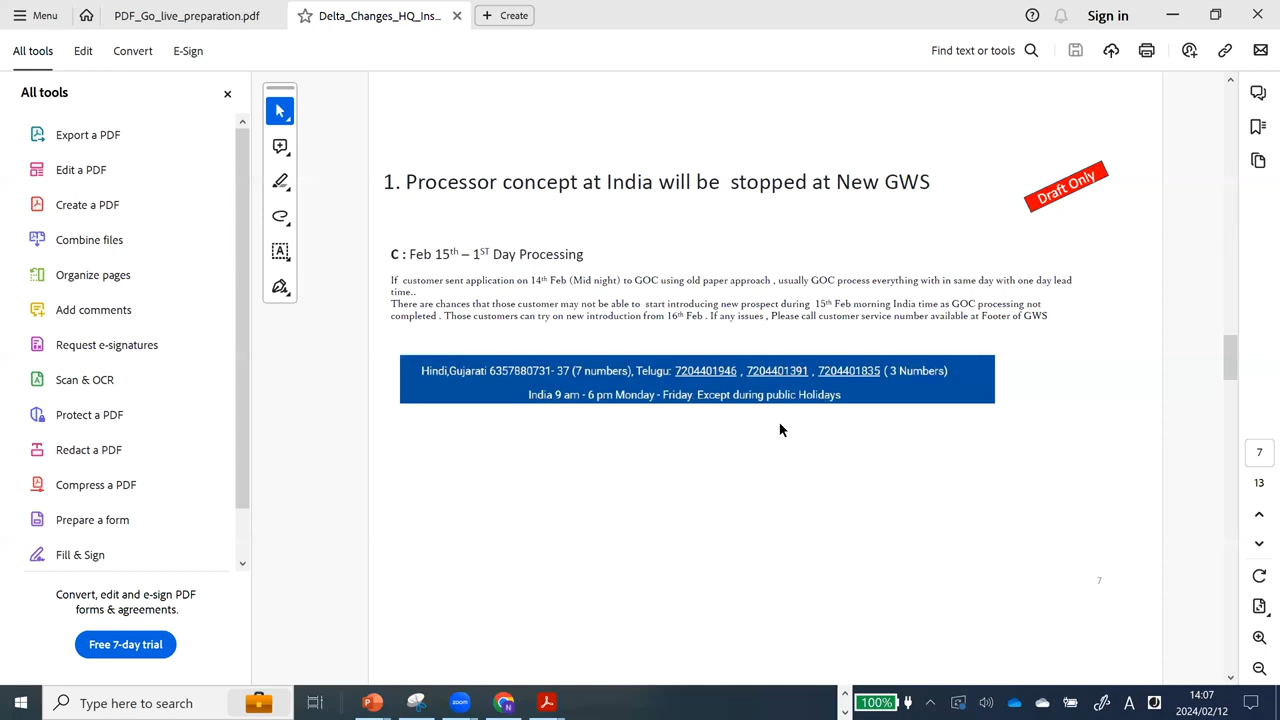 Menu
PDF_Go_live_preparation.pdf
Delta_Changes_HQ_Ins...
Create
Sign in
All tools
Edit
Convert
E-Sign
Find text or tools
All tools
Export a PDF
Edit a PDF
Create a PDF
Combine files
Organize pages
Add comments
Request e-signatures
Scan & OCR
Protect a PDF
Redact a PDF
Compress a PDF
Prepare a form
Fill & Sign
Convert, edit and e-sign PDF
forms & agreements.
Free 7-day trial
1. Processor concept at India will be stopped at New GWS
Draft Only
C : Feb 15th – 1ST Day Processing
If customer sent application on 14th Feb (Mid night) to GOC using old paper approach , usually GOC process everything with in same day with one day lead
time..
There are chances that those customer may not be able to start introducing new prospect during 15th Feb morning India time as GOC processing not
completed . Those customers can try on new introduction from 16th Feb . If any issues , Please call customer service number available at Footer of GWS
Hindi,Gujarati 6357880731- 37 (7 numbers), Telugu: 7204401946 , 7204401391 , 7204401835 ( 3 Numbers)
India 9 am - 6 pm Monday - Friday. Except during public Holidays
7
7
13
Type here to search
zoom
100%
A
14:07
2024/02/12